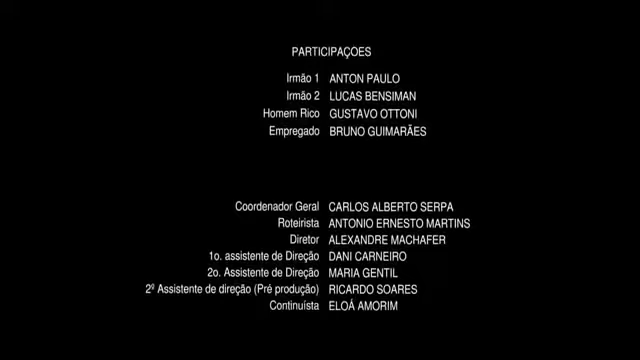 PARTICIPAÇOES
Irmão 1 ANTON PAULO
Irmão 2 LUCAS BENSIMAN
Homem Rico GUSTAVO OTTONI
Empregado BRUNO GUIMARÃES
Coordenador Geral CARLOS ALBERTO SERPA
Roteirista ANTONIO ERNESTO MARTINS
Diretor ALEXANDRE MACHAFER
1o. assistente de Direção DANI CARNEIRO
2o. Assistente de Direção MARIA GENTIL
2º Assistente de direção (Pré produção) RICARDO SOARES
Continuísta ELOÁ AMORIM